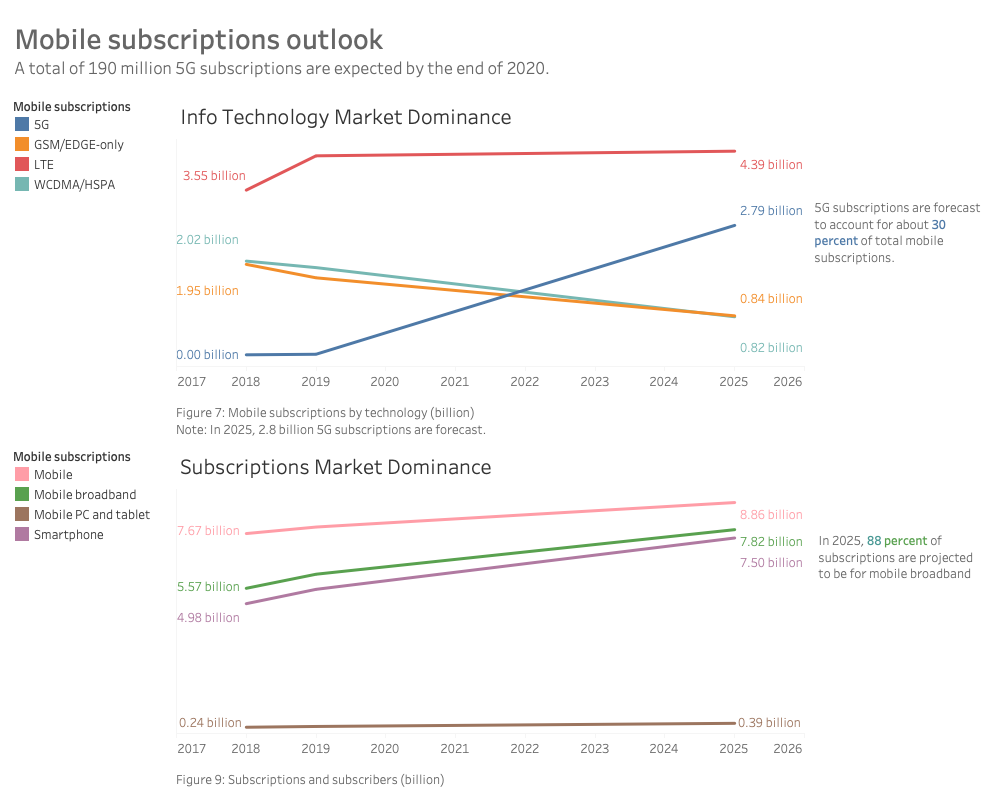 Mobile subscriptions outlook
A total of 190 million 5G subscriptions are expected by the end of 2020.
Mobile subscriptions
5G
GSM/EDGE-only
LTE
WCDMA/HSPA
Info Technology Market Dominance
3.55 billion
2.02 billion
1.95 billion
0.00 billion
4.39 billion
2.79 billion
0.84 billion
0.82 billion
5G subscriptions are forecast
to account for about 30
percent of total mobile
subscriptions.
2017 2018 2019 2020 2021 2022 2023 2024 2025 2026
Figure 7: Mobile subscriptions by technology (billion)
Note: In 2025, 2.8 billion 5G subscriptions are forecast.
Mobile subscriptions
Mobile
Mobile broadband
Mobile PC and tablet
Smartphone
Subscriptions Market Dominance
7.67 billion
5.57 billion
4.98 billion
0.24 billion
8.86 billion
7.82 billion
7.50 billion
0.39 billion
In 2025, 88 percent of
subscriptions are projected
to be for mobile broadband
2017 2018 2019 2020 2021 2022 2023 2024 2025 2026
Figure 9: Subscriptions and subscribers (billion)